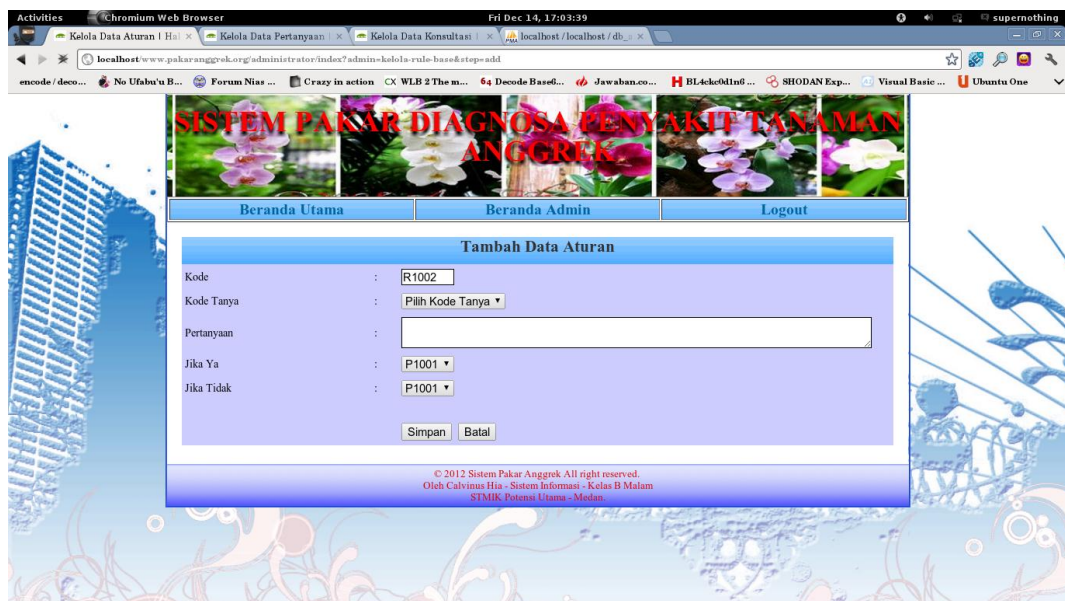 Activities Chromium Web Browser Fri Dec 14, 17:03:39 supernothing
Kelola Data Aturan | Hal × Kelola Data Pertanyaan | × Kelola Data Konsultasi | × localhost / localhost / db_ ×
localhost/www.pakaranggrek.org/administrator/index?admin=kelola-rule-base&step=add
encode / deco... No Ufabu'u B... Forum Nias ... Crazy in action CX WLB 2 The m... 64 Decode Base6... Jawaban.co... H BL4ckc0d1n6 ... SHODAN Exp... Visual Basic ... Ubuntu One
SISTEM PAKAR DIAGNOSA PENYAKIT TANAMAN
ANGGREK
Beranda Utama Beranda Admin Logout
Tambah Data Aturan
Kode : R1002
Kode Tanya : Pilih Kode Tanya
Pertanyaan :
Jika Ya : P1001
Jika Tidak : P1001
Simpan Batal
© 2012 Sistem Pakar Anggrek All right reserved.
Oleh Calvinus Hia - Sistem Informasi - Kelas B Malam
STMIK Potensi Utama - Medan.